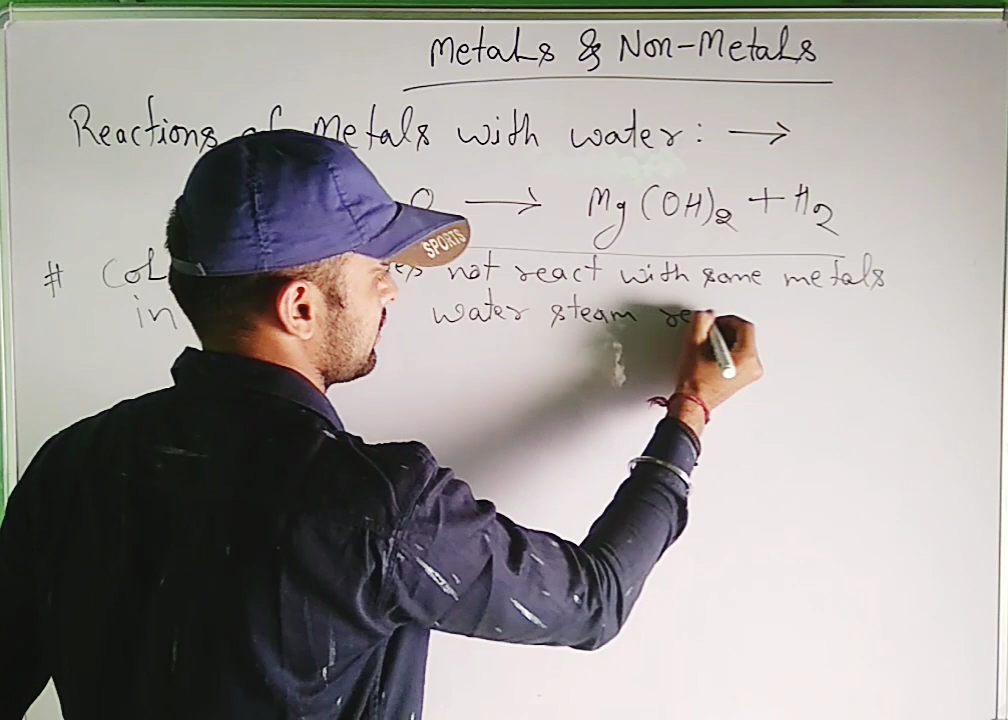 Metals & Non-Metals
Reactions of Metals with water: →
O → Mg(OH)2 + H2
# not react with some metals
in water steam
SPORTS